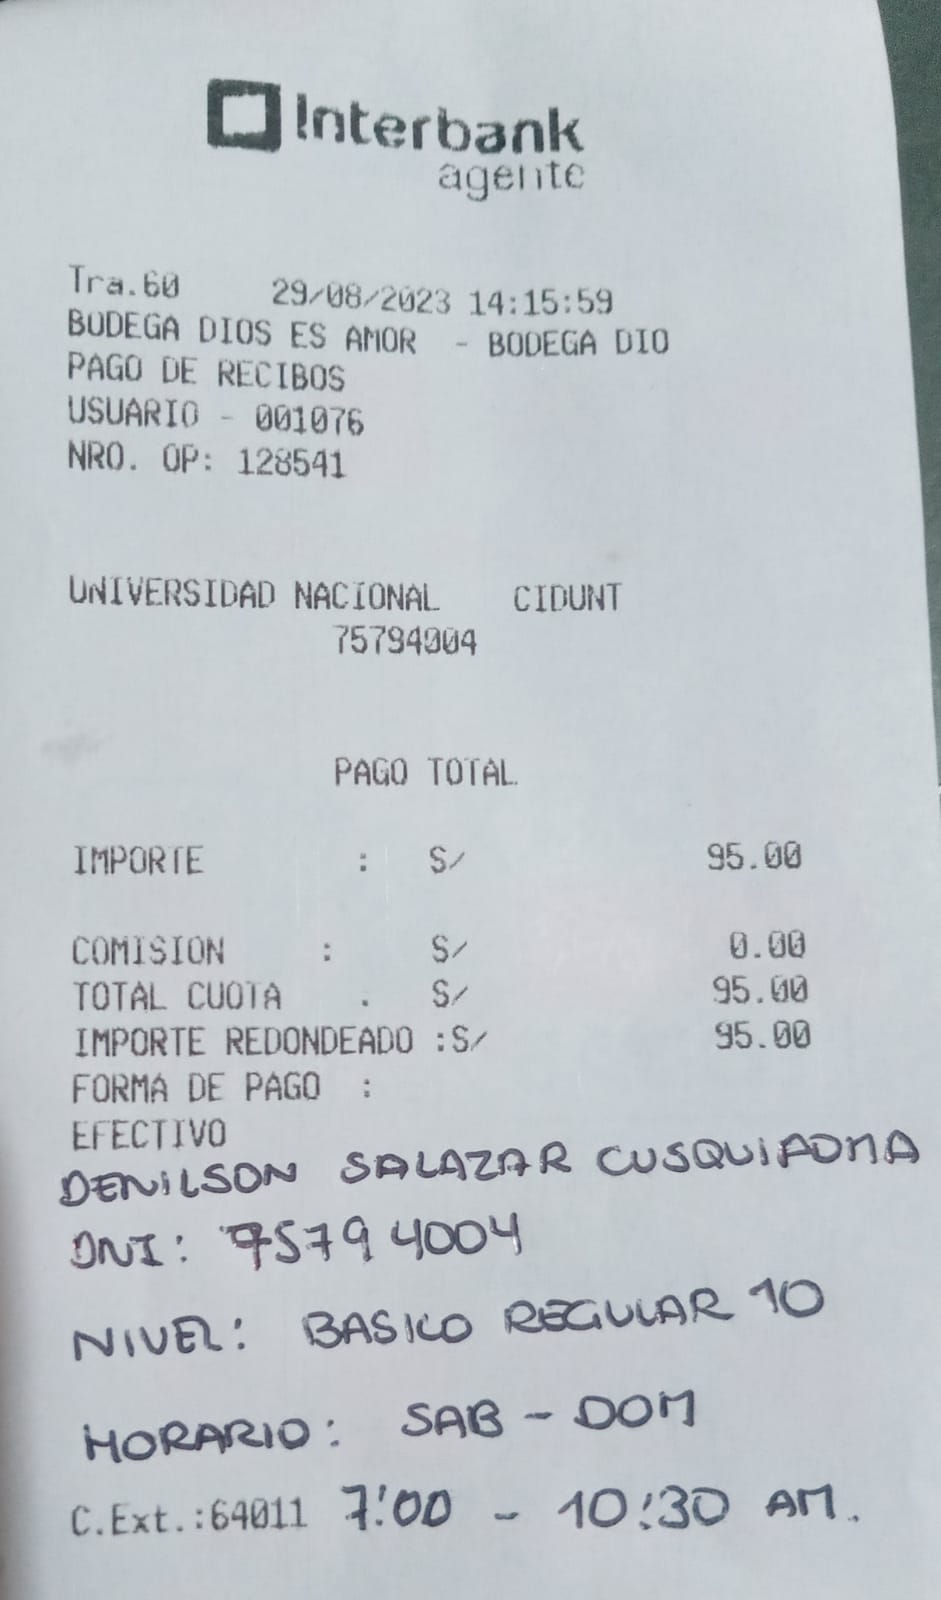 Interbank
agente
Tra.60 29/08/2023 14:15:59
BODEGA DIOS ES AMOR - BODEGA DIO
PAGO DE RECIBOS
USUARIO - 001076
NRO. OP: 128541
UNIVERSIDAD NACIONAL CIDUNT
75794004
PAGO TOTAL
IMPORTE : S/ 95.00
COMISION : S/ 0.00
TOTAL CUOTA . S/ 95.00
IMPORTE REDONDEADO :S/ 95.00
FORMA DE PAGO :
EFECTIVO
DENILSON SALAZAR CUSQUIPOMA
DNI: 75794004
NIVEL: BASICO REGULAR 10
HORARIO: SAB - DOM
C.Ext.:64011 7:00 - 10:30 AM.